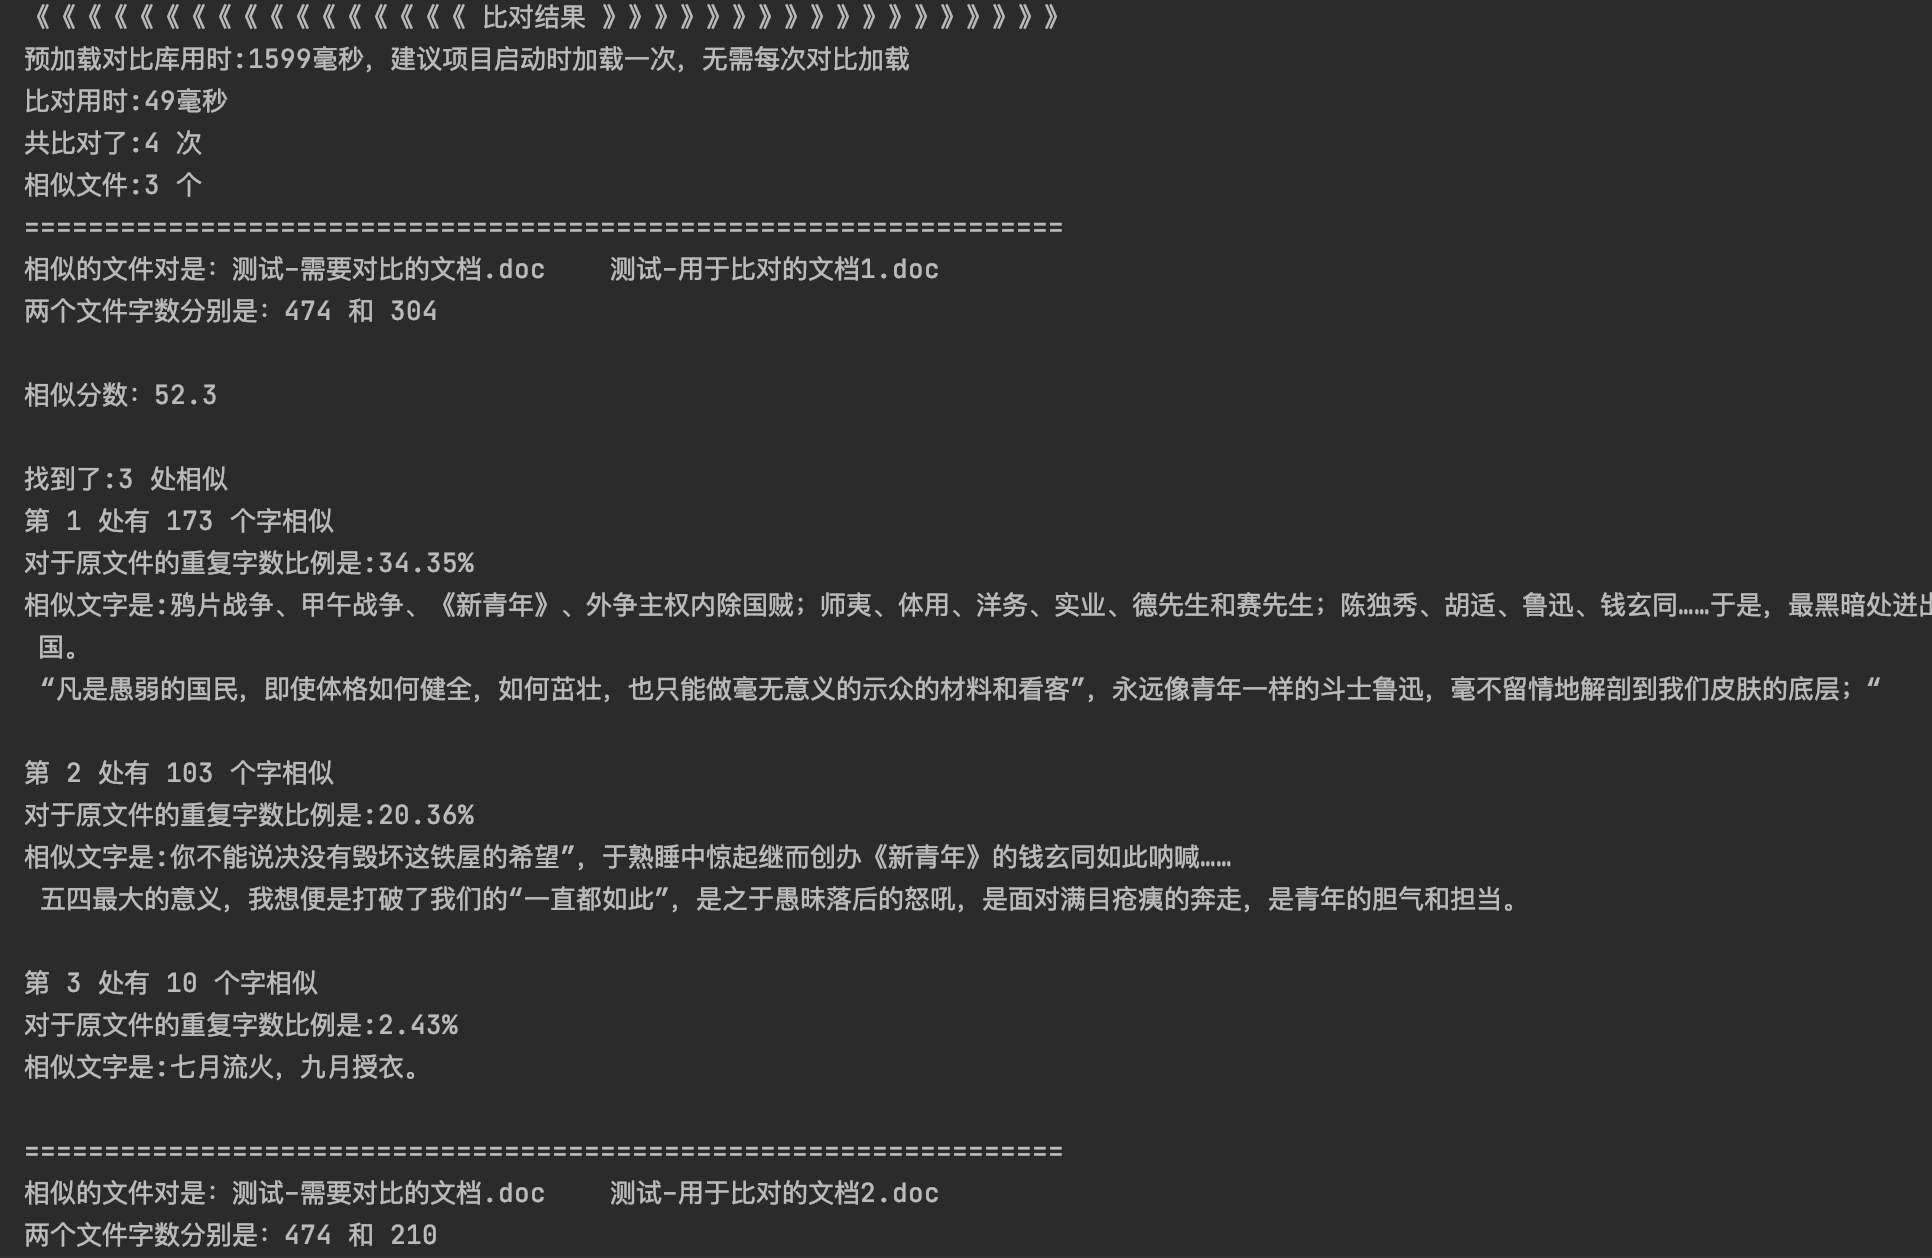 《《《《《《《《《《《《《《《《《 比对结果 》》》》》》》》》》》》》》》》》》
预加载对比库用时:1599毫秒，建议项目启动时加载一次，无需每次对比加载
比对用时:49毫秒
共比对了:4 次
相似文件:3 个
=================================================================
相似的文件对是：测试-需要对比的文档.doc    测试-用于比对的文档1.doc
两个文件字数分别是：474 和 304
相似分数：52.3
找到了:3 处相似
第 1 处有 173 个字相似
对于原文件的重复字数比例是:34.35%
相似文字是:鸦片战争、甲午战争、《新青年》、外争主权内除国贼；师夷、体用、洋务、实业、德先生和赛先生；陈独秀、胡适、鲁迅、钱玄同……于是，最黑暗处迸出
国。
“凡是愚弱的国民，即使体格如何健全，如何茁壮，也只能做毫无意义的示众的材料和看客”，永远像青年一样的斗士鲁迅，毫不留情地解剖到我们皮肤的底层；“
第 2 处有 103 个字相似
对于原文件的重复字数比例是:20.36%
相似文字是:你不能说决没有毁坏这铁屋的希望”，于熟睡中惊起继而创办《新青年》的钱玄同如此呐喊……
五四最大的意义，我想便是打破了我们的“一直都如此”，是之于愚昧落后的怒吼，是面对满目疮痍的奔走，是青年的胆气和担当。
第 3 处有 10 个字相似
对于原文件的重复字数比例是:2.43%
相似文字是:七月流火，九月授衣。
=================================================================
相似的文件对是：测试-需要对比的文档.doc    测试-用于比对的文档2.doc
两个文件字数分别是：474 和 210